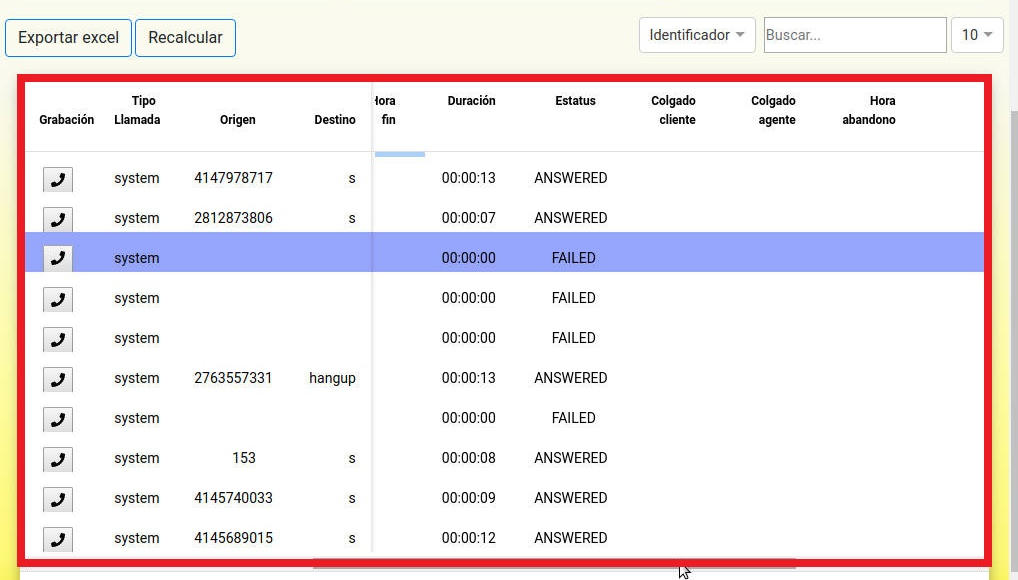 Exportar excel Recalcular Identificador Buscar... 10
Tipo Hora Duración Estatus Colgado Colgado Hora
Grabación Llamada Origen Destino fin cliente agente abandono
system 4147978717 s 00:00:13 ANSWERED
system 2812873806 s 00:00:07 ANSWERED
system 00:00:00 FAILED
system 00:00:00 FAILED
system 00:00:00 FAILED
system 2763557331 hangup 00:00:13 ANSWERED
system 00:00:00 FAILED
system 153 s 00:00:08 ANSWERED
system 4145740033 s 00:00:09 ANSWERED
system 4145689015 s 00:00:12 ANSWERED